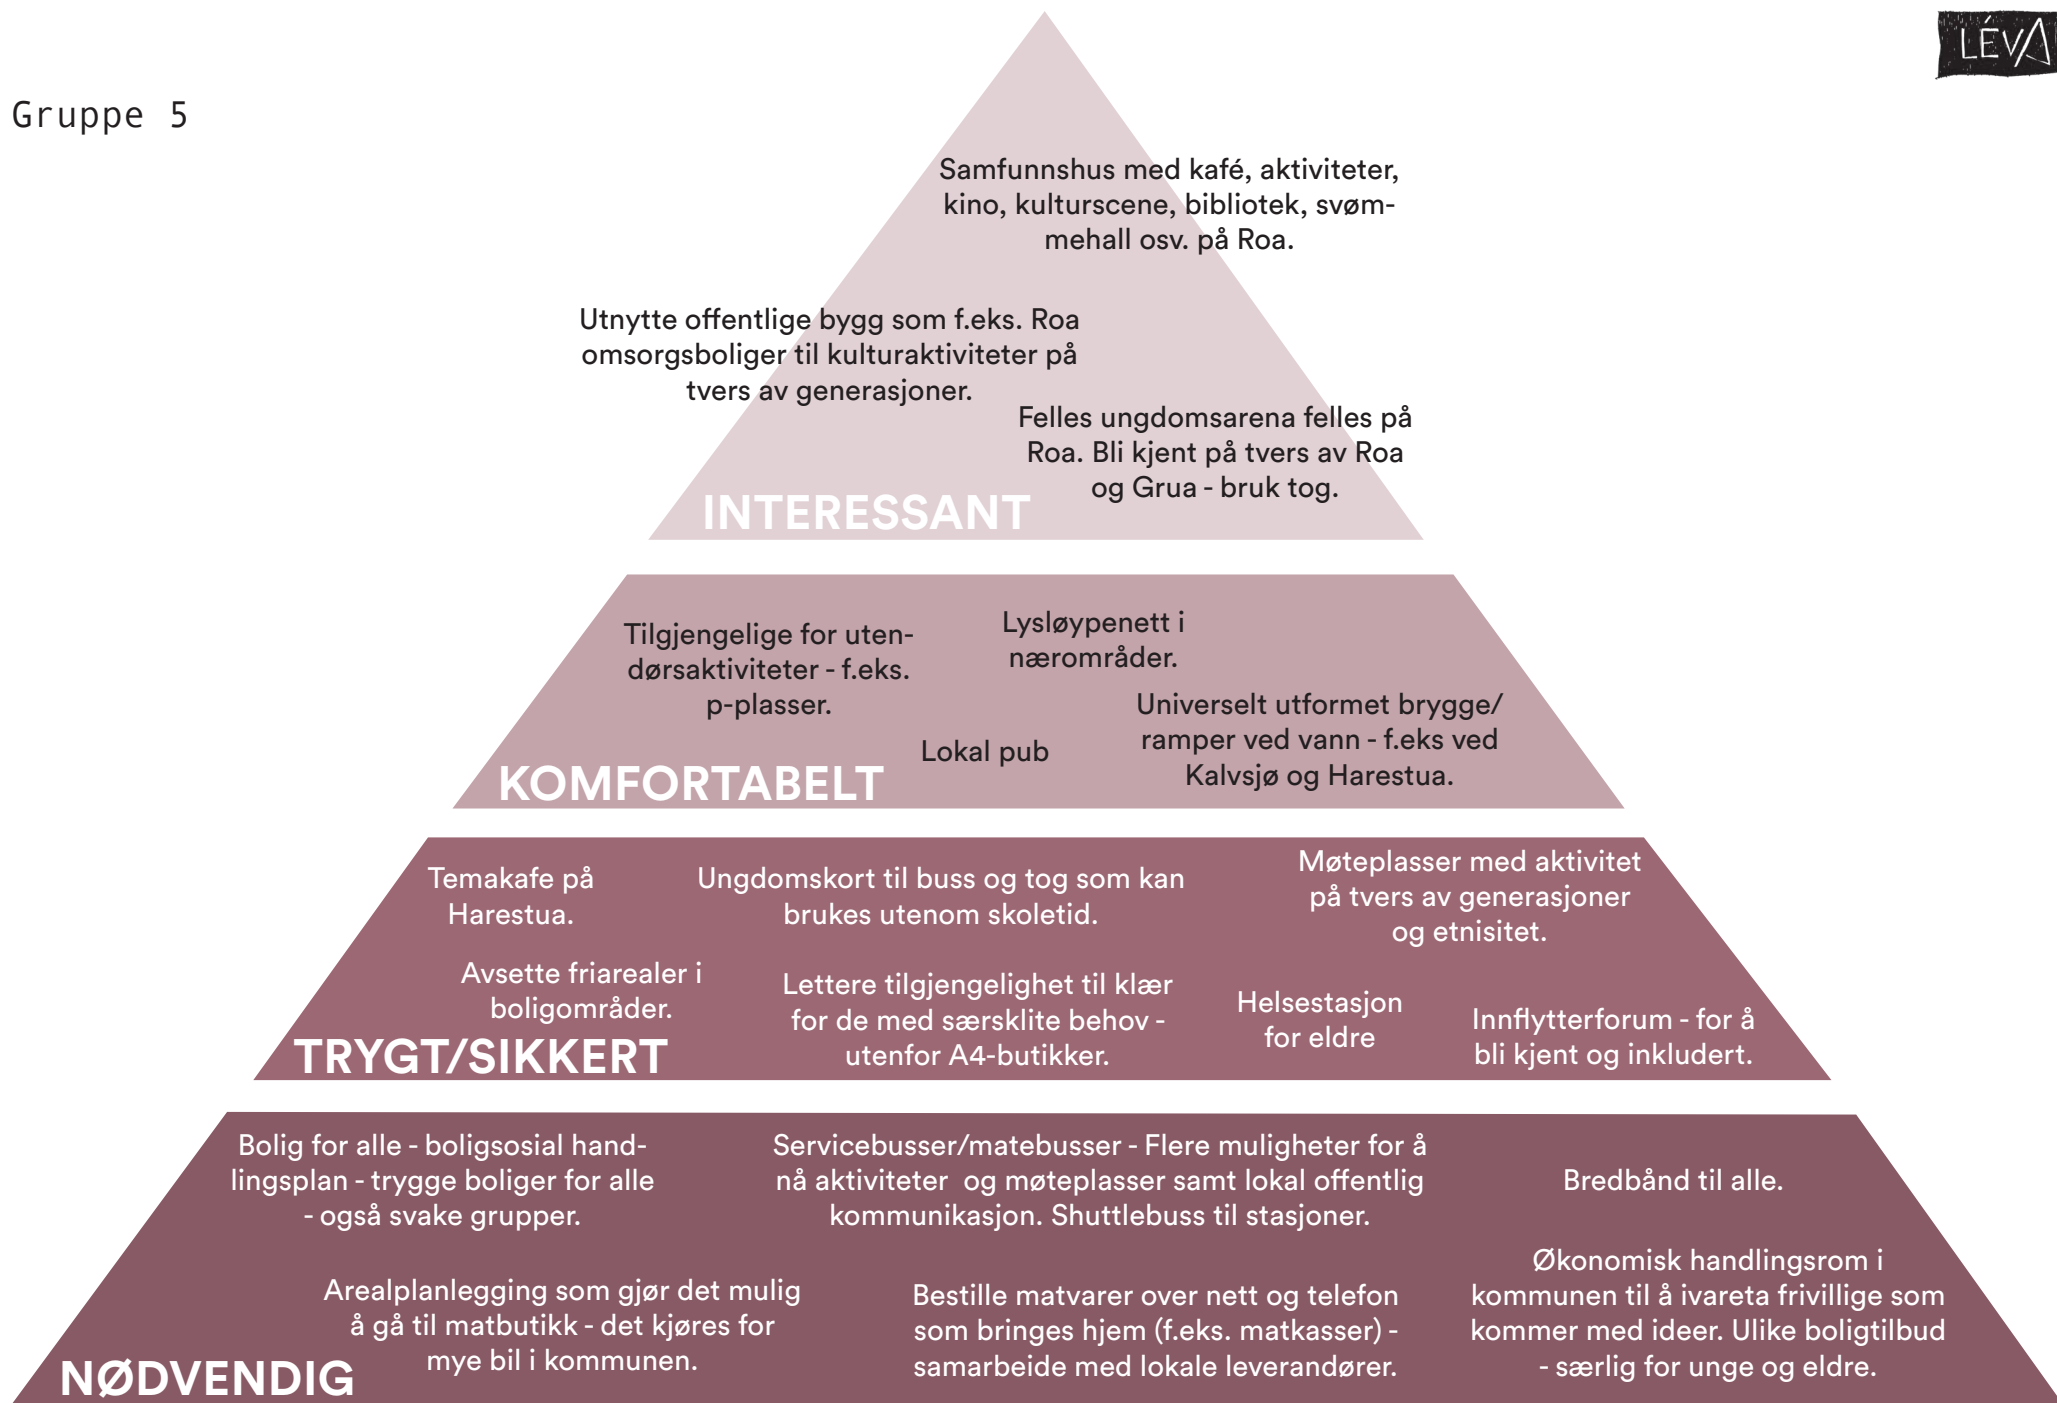 LÉVA
Gruppe 5
Samfunnshus med kafé, aktiviteter,
kino, kulturscene, bibliotek, svøm-
mehall osv. på Roa.
Utnytte offentlige bygg som f.eks. Roa
omsorgsboliger til kulturaktiviteter på
tvers av generasjoner.
Felles ungdomsarena felles på
Roa. Bli kjent på tvers av Roa
og Grua - bruk tog.
INTERESSANT
Tilgjengelige for uten-
dørsaktiviteter - f.eks.
p-plasser.
Lysløypenett i
nærområder.
Lokal pub
Universelt utformet brygge/
ramper ved vann - f.eks ved
Kalvsjø og Harestua.
KOMFORTABELT
Temakafe på
Harestua.
Ungdomskort til buss og tog som kan
brukes utenom skoletid.
Møteplasser med aktivitet
på tvers av generasjoner
og etnisitet.
Avsette friarealer i
boligområder.
Lettere tilgjengelighet til klær
for de med særsklite behov -
utenfor A4-butikker.
Helsestasjon
for eldre
Innflytterforum - for å
bli kjent og inkludert.
TRYGT/SIKKERT
Bolig for alle - boligsosial hand-
lingsplan - trygge boliger for alle
- også svake grupper.
Servicebusser/matebusser - Flere muligheter for å
nå aktiviteter og møteplasser samt lokal offentlig
kommunikasjon. Shuttlebuss til stasjoner.
Bredbånd til alle.
Arealplanlegging som gjør det mulig
å gå til matbutikk - det kjøres for
mye bil i kommunen.
Bestille matvarer over nett og telefon
som bringes hjem (f.eks. matkasser) -
samarbeide med lokale leverandører.
Økonomisk handlingsrom i
kommunen til å ivareta frivillige som
kommer med ideer. Ulike boligtilbud
- særlig for unge og eldre.
NØDVENDIG